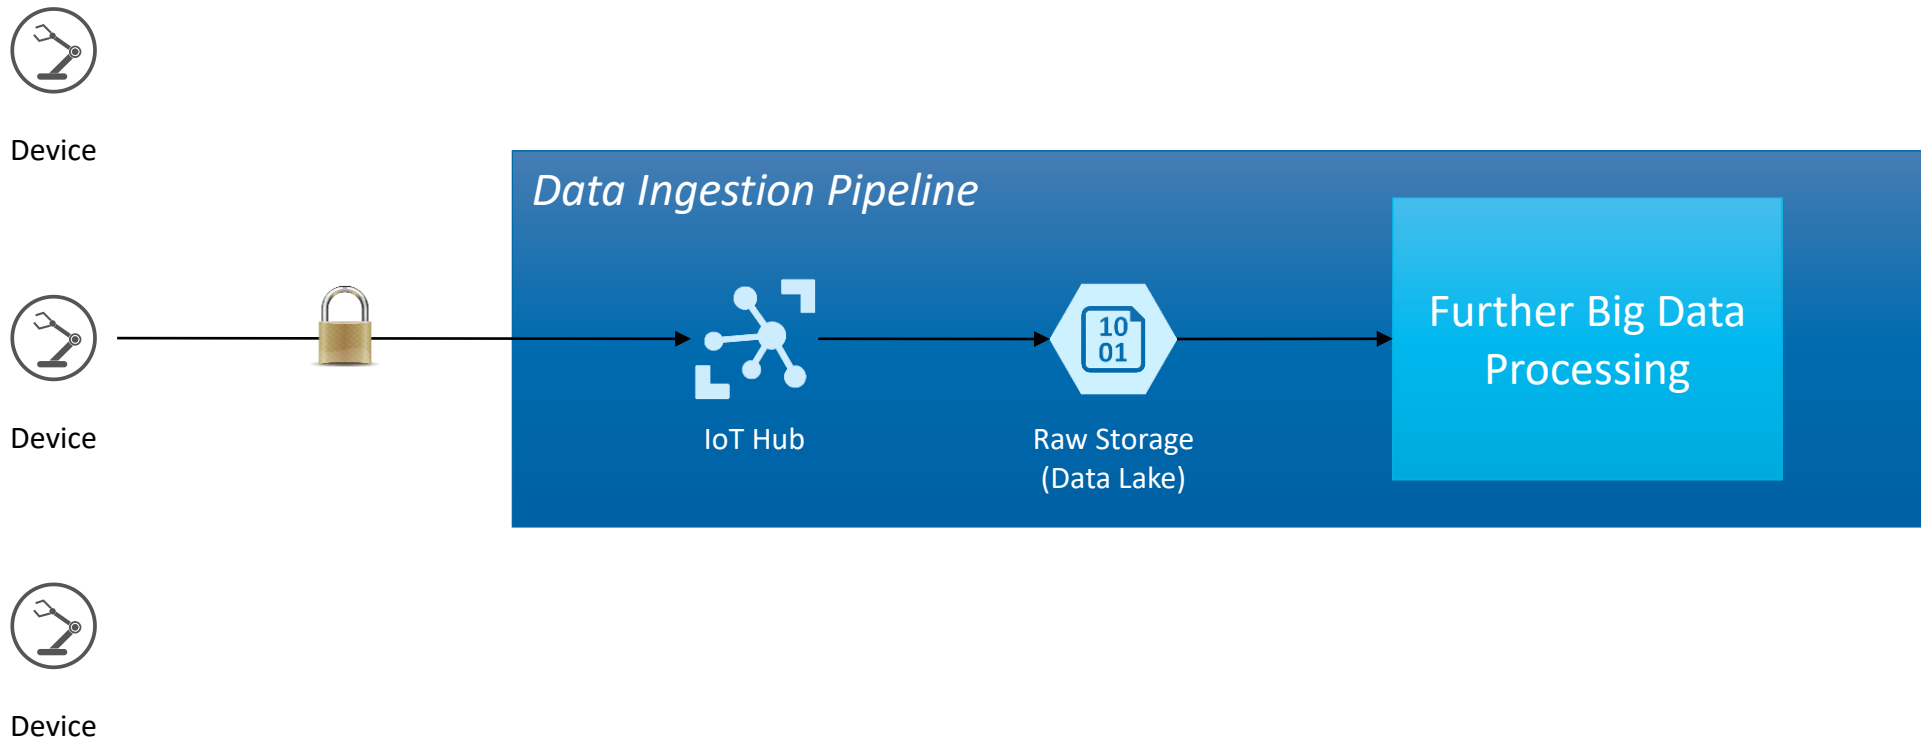 Device
Data Ingestion Pipeline
Further Big Data
Processing
10
01
Device
IoT Hub
Raw Storage
(Data Lake)
Device